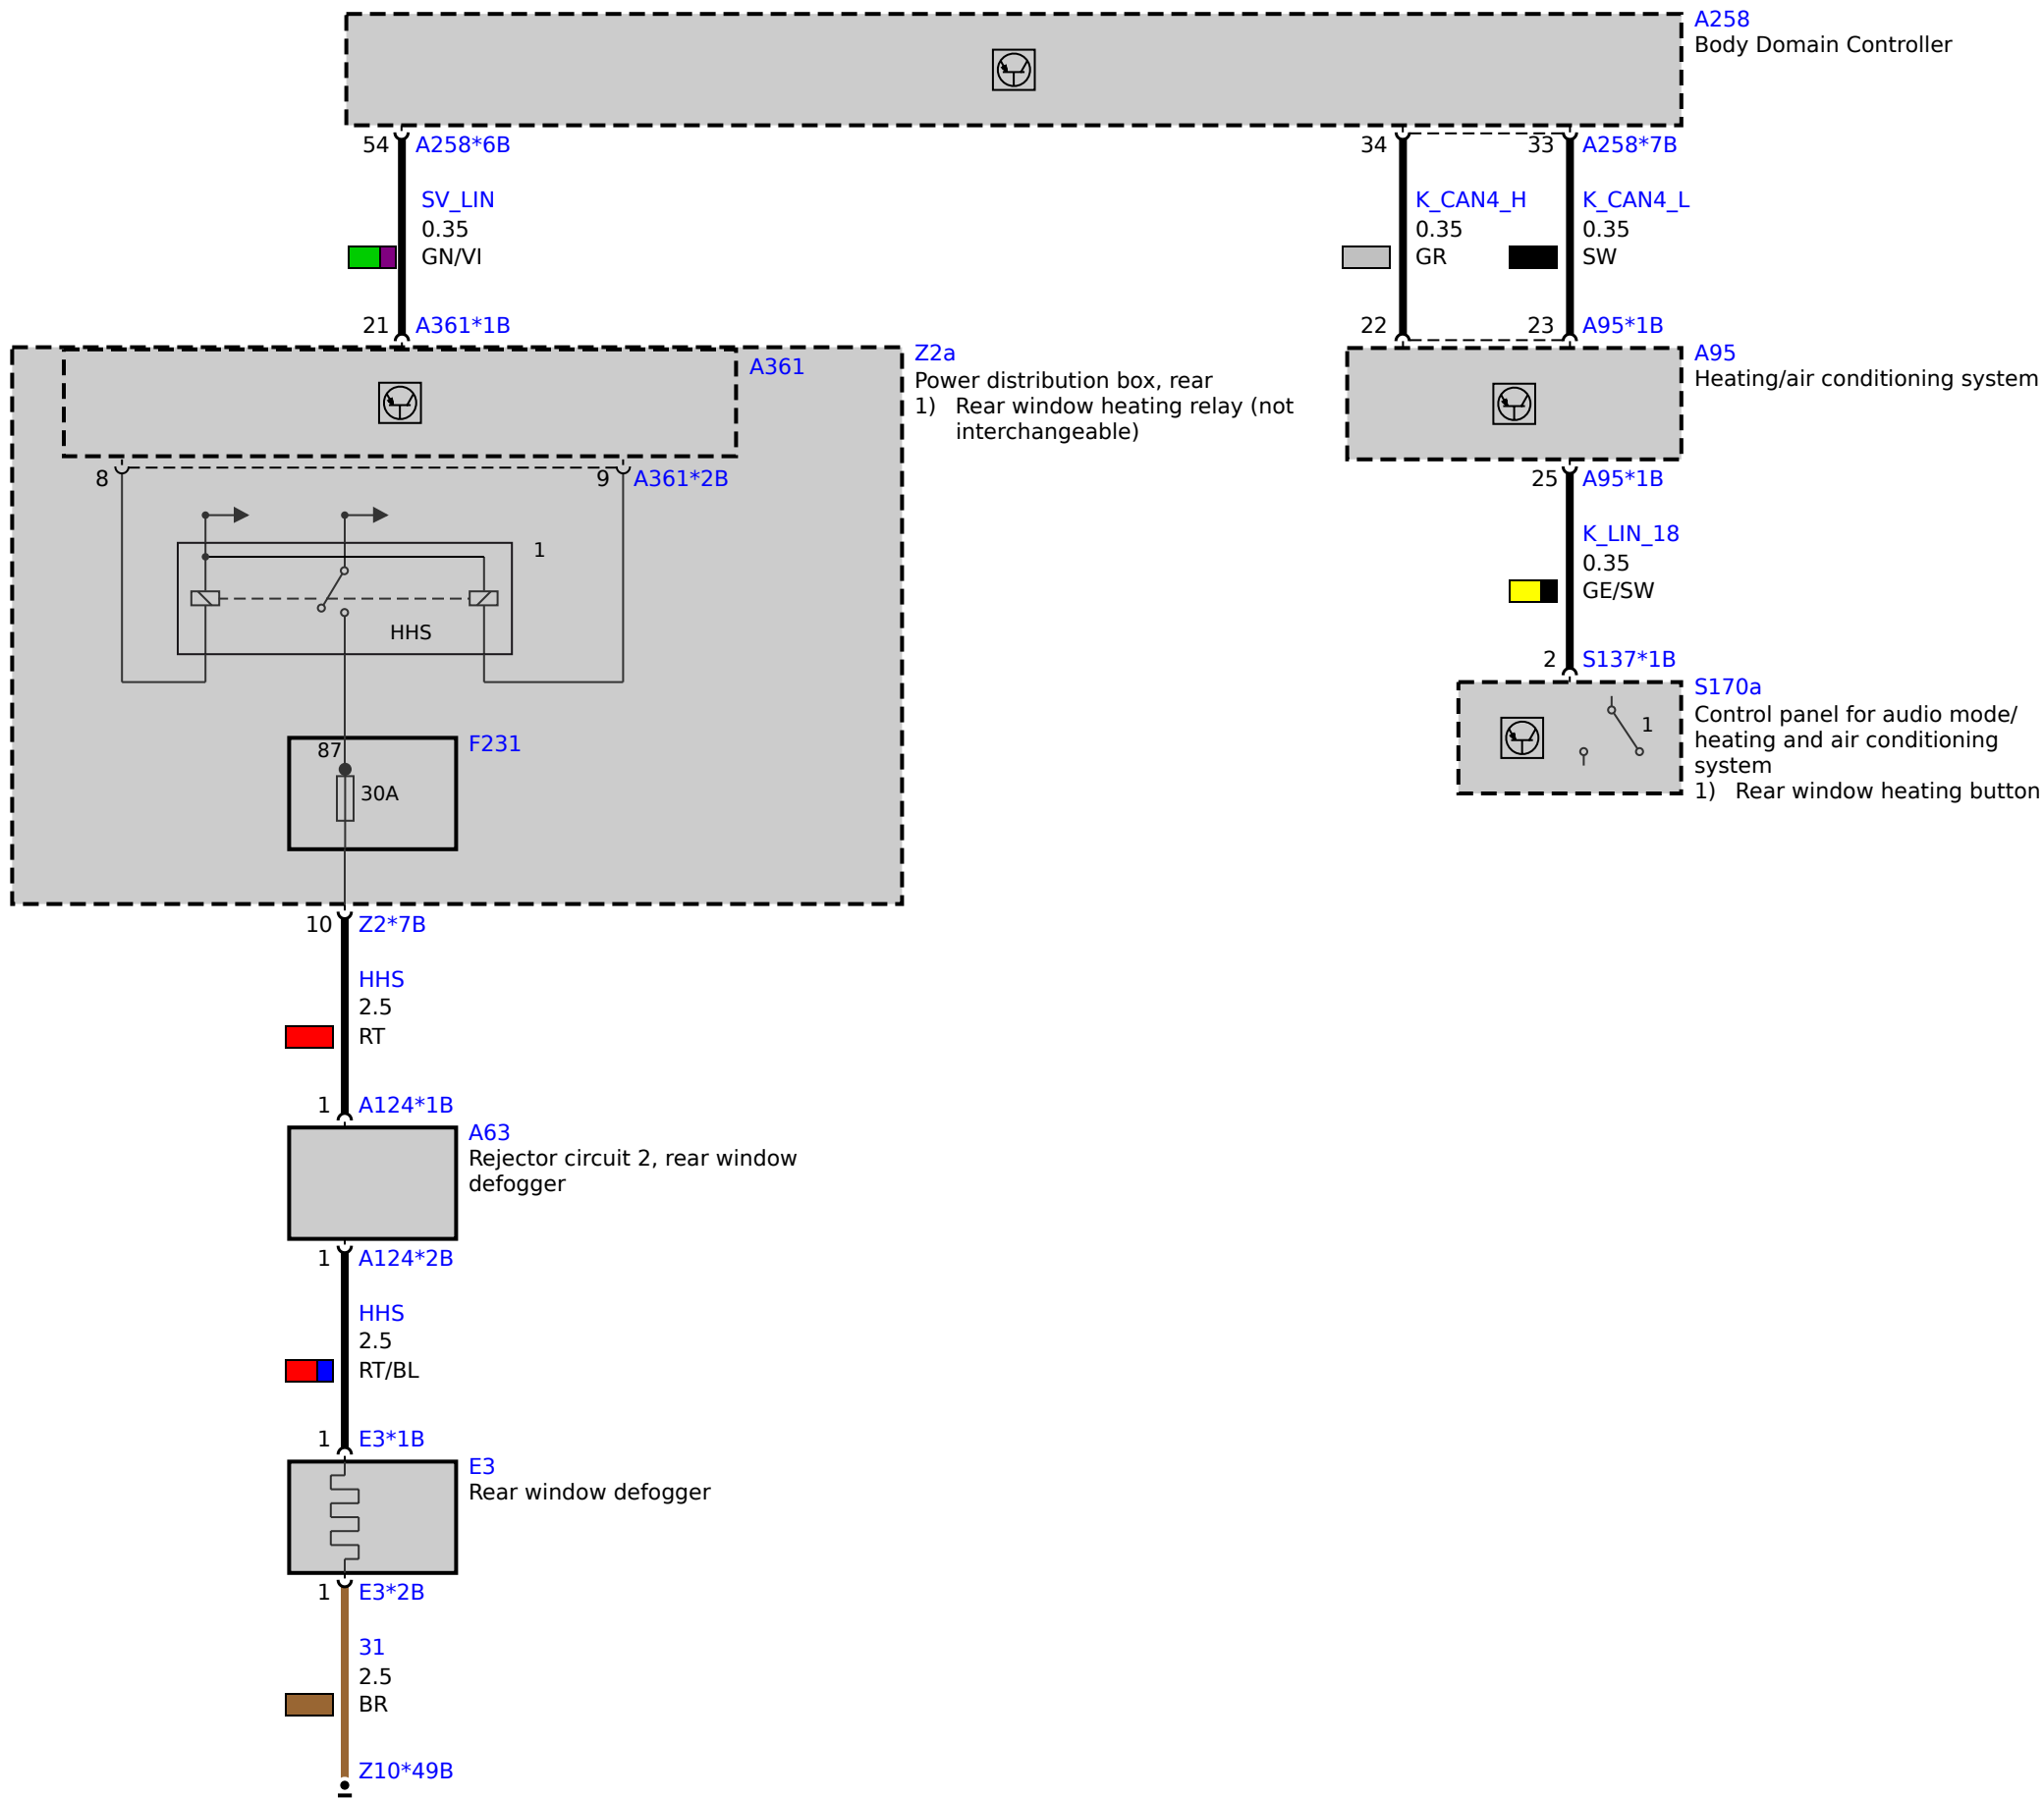 A258
Body Domain Controller
54 A258*6B
34
33 A258*7B
SV_LIN
0.35
GN/VI
K_CAN4_H
0.35
GR
K_CAN4_L
0.35
SW
21 A361*1B
22
23 A95*1B
A361
Z2a
Power distribution box, rear
1) Rear window heating relay (not
interchangeable)
A95
Heating/air conditioning system
8
9 A361*2B
25 A95*1B
1
HHS
K_LIN_18
0.35
GE/SW
2 S137*1B
S170a
Control panel for audio mode/
heating and air conditioning
system
1) Rear window heating button
1
87
F231
30A
10 Z2*7B
HHS
2.5
RT
1 A124*1B
A63
Rejector circuit 2, rear window
defogger
1 A124*2B
HHS
2.5
RT/BL
1 E3*1B
E3
Rear window defogger
1 E3*2B
31
2.5
BR
Z10*49B